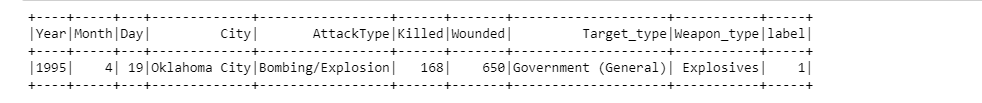 +----+-----+---+-------------+-----------------+------+-------+--------------------+-----------+-----+
|Year|Month|Day|         City|       AttackType|Killed|Wounded|         Target_type|Weapon_type|label|
+----+-----+---+-------------+-----------------+------+-------+--------------------+-----------+-----+
|1995|    4| 19|Oklahoma City|Bombing/Explosion|   168|    650|Government (General)| Explosives|    1|
+----+-----+---+-------------+-----------------+------+-------+--------------------+-----------+-----+